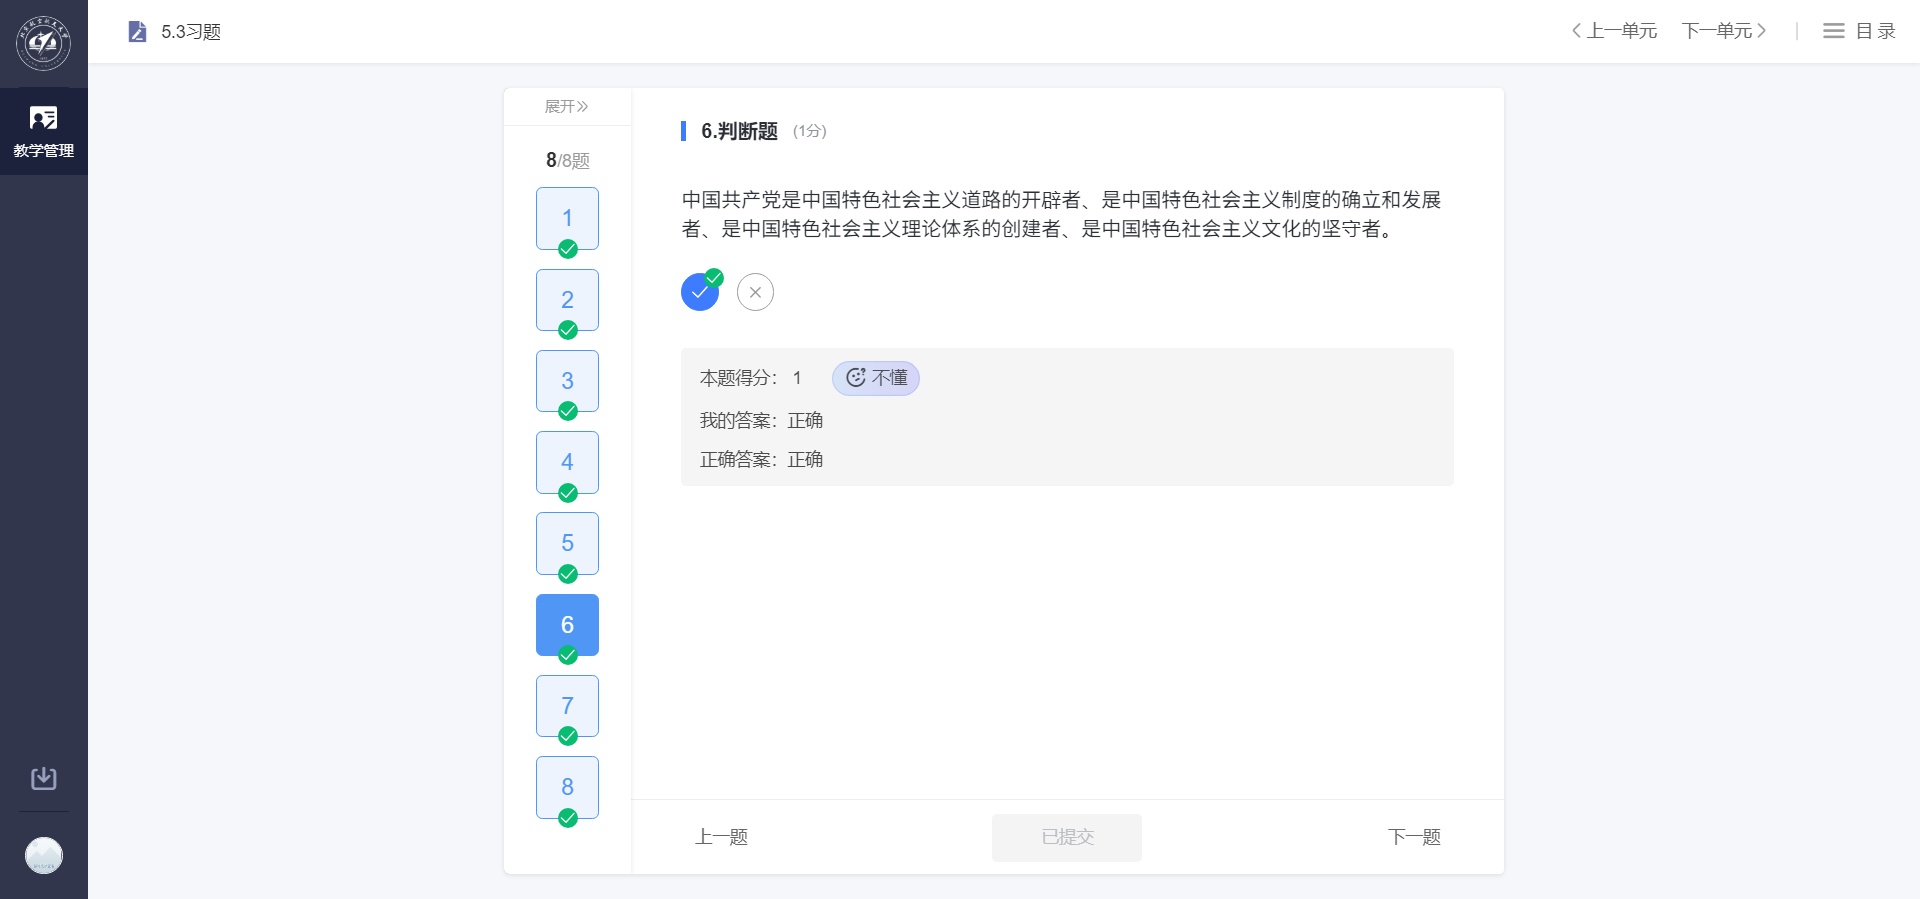 5.3习题
上一单元
下一单元
目录
教学管理
展开
8/8题
1
2
3
4
5
6
7
8
6.判断题 (1分)
中国共产党是中国特色社会主义道路的开辟者、是中国特色社会主义制度的确立和发展
者、是中国特色社会主义理论体系的创建者、是中国特色社会主义文化的坚守者。
本题得分： 1 不懂
我的答案：正确
正确答案：正确
上一题
已提交
下一题